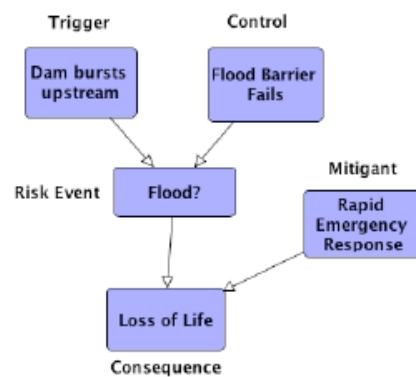 Trigger
Control
Dam bursts
upstream
Flood Barrier
Fails
Risk Event
Flood?
Mitigant
Rapid
Emergency
Response
Loss of Life
Consequence